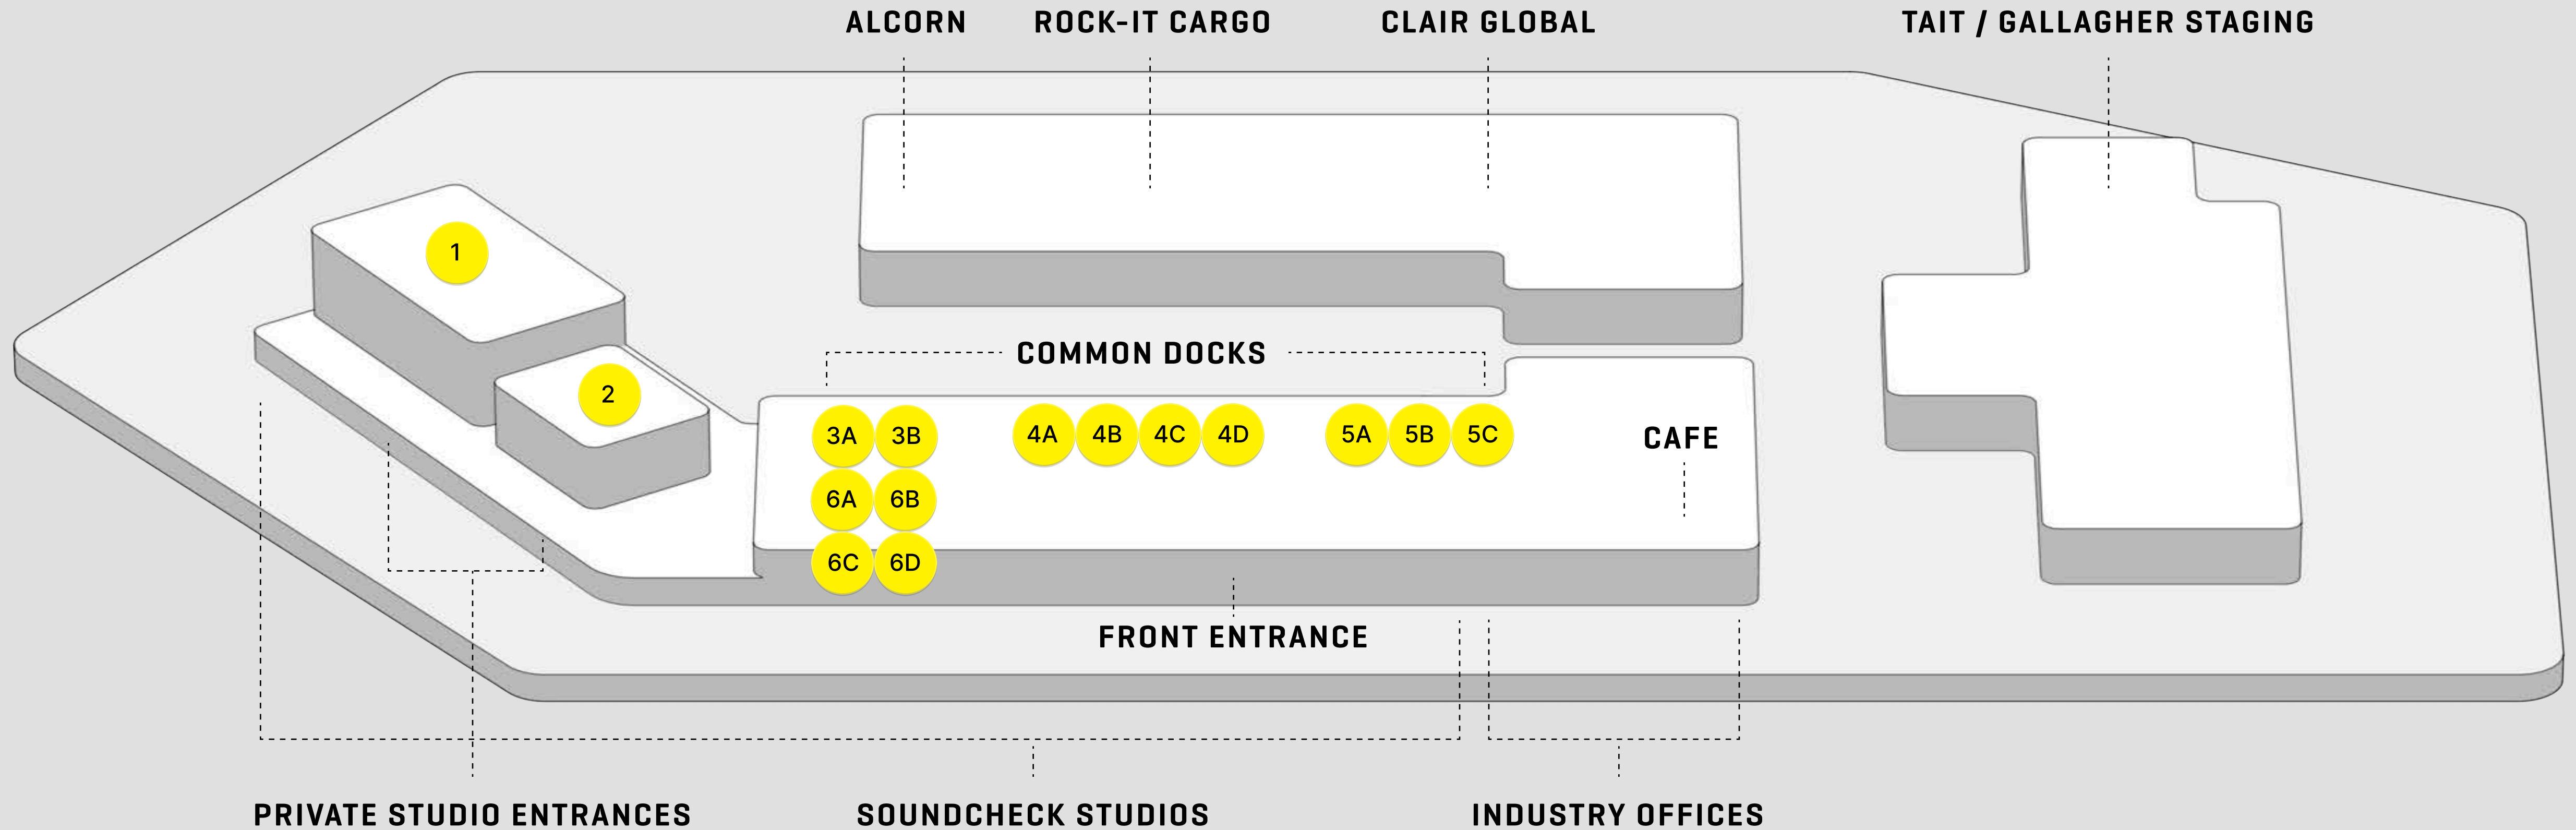 ALCORN
ROCK-IT CARGO
CLAIR GLOBAL
TAIT / GALLAGHER STAGING
1
2
COMMON DOCKS
3A 3B
4A 4B 4C 4D
5A 5B 5C
CAFE
6A 6B
6C 6D
FRONT ENTRANCE
PRIVATE STUDIO ENTRANCES
SOUNDCHECK STUDIOS
INDUSTRY OFFICES